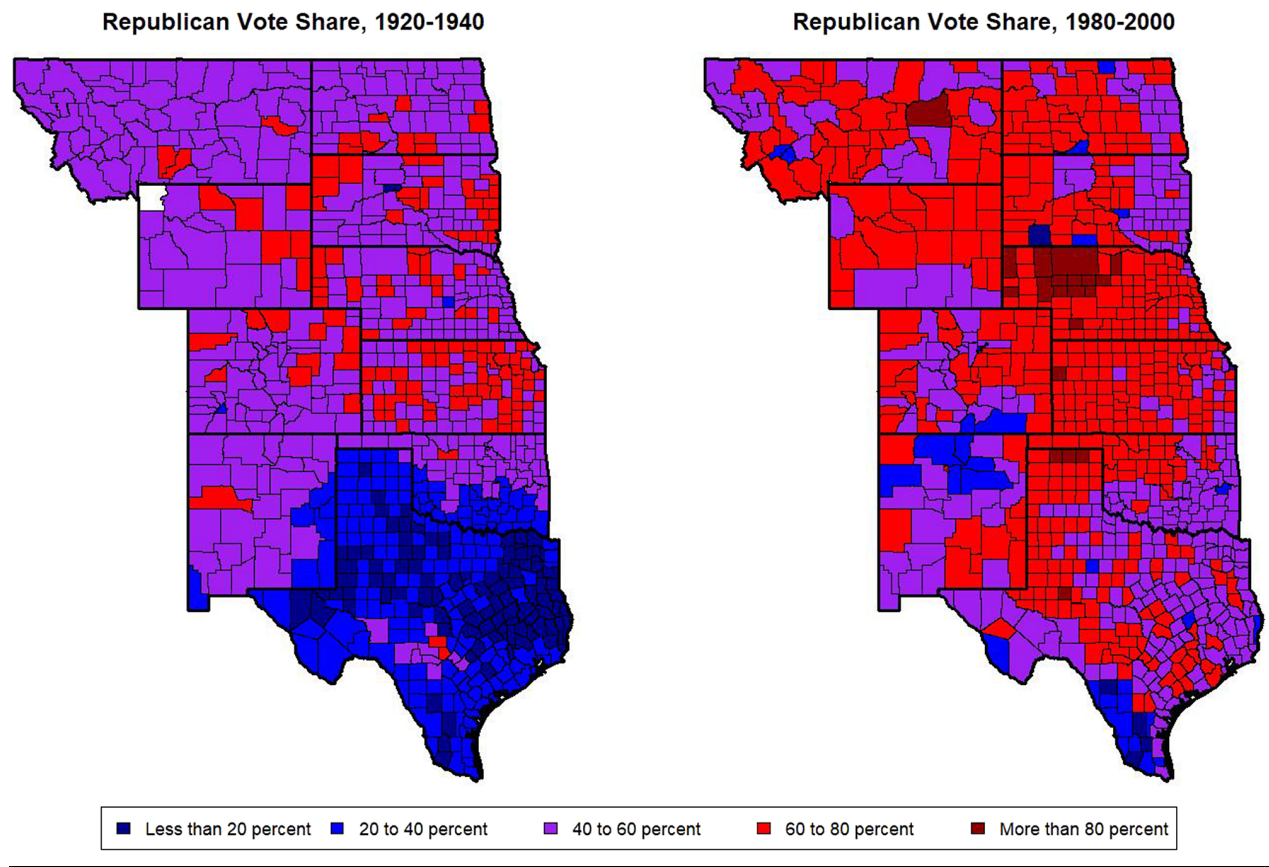 Republican Vote Share, 1920-1940
Republican Vote Share, 1980-2000
Less than 20 percent
20 to 40 percent
40 to 60 percent
60 to 80 percent
More than 80 percent